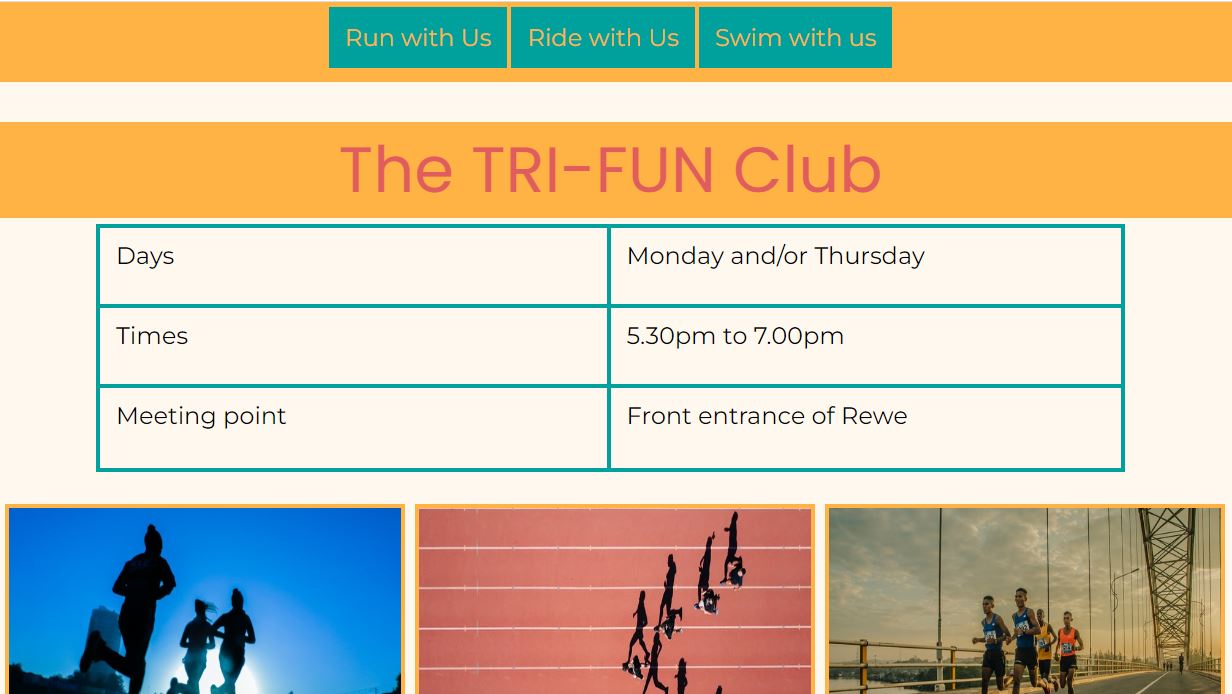 Run with Us Ride with Us Swim with us
The TRI-FUN Club
Days Monday and/or Thursday
Times 5.30pm to 7.00pm
Meeting point Front entrance of Rewe